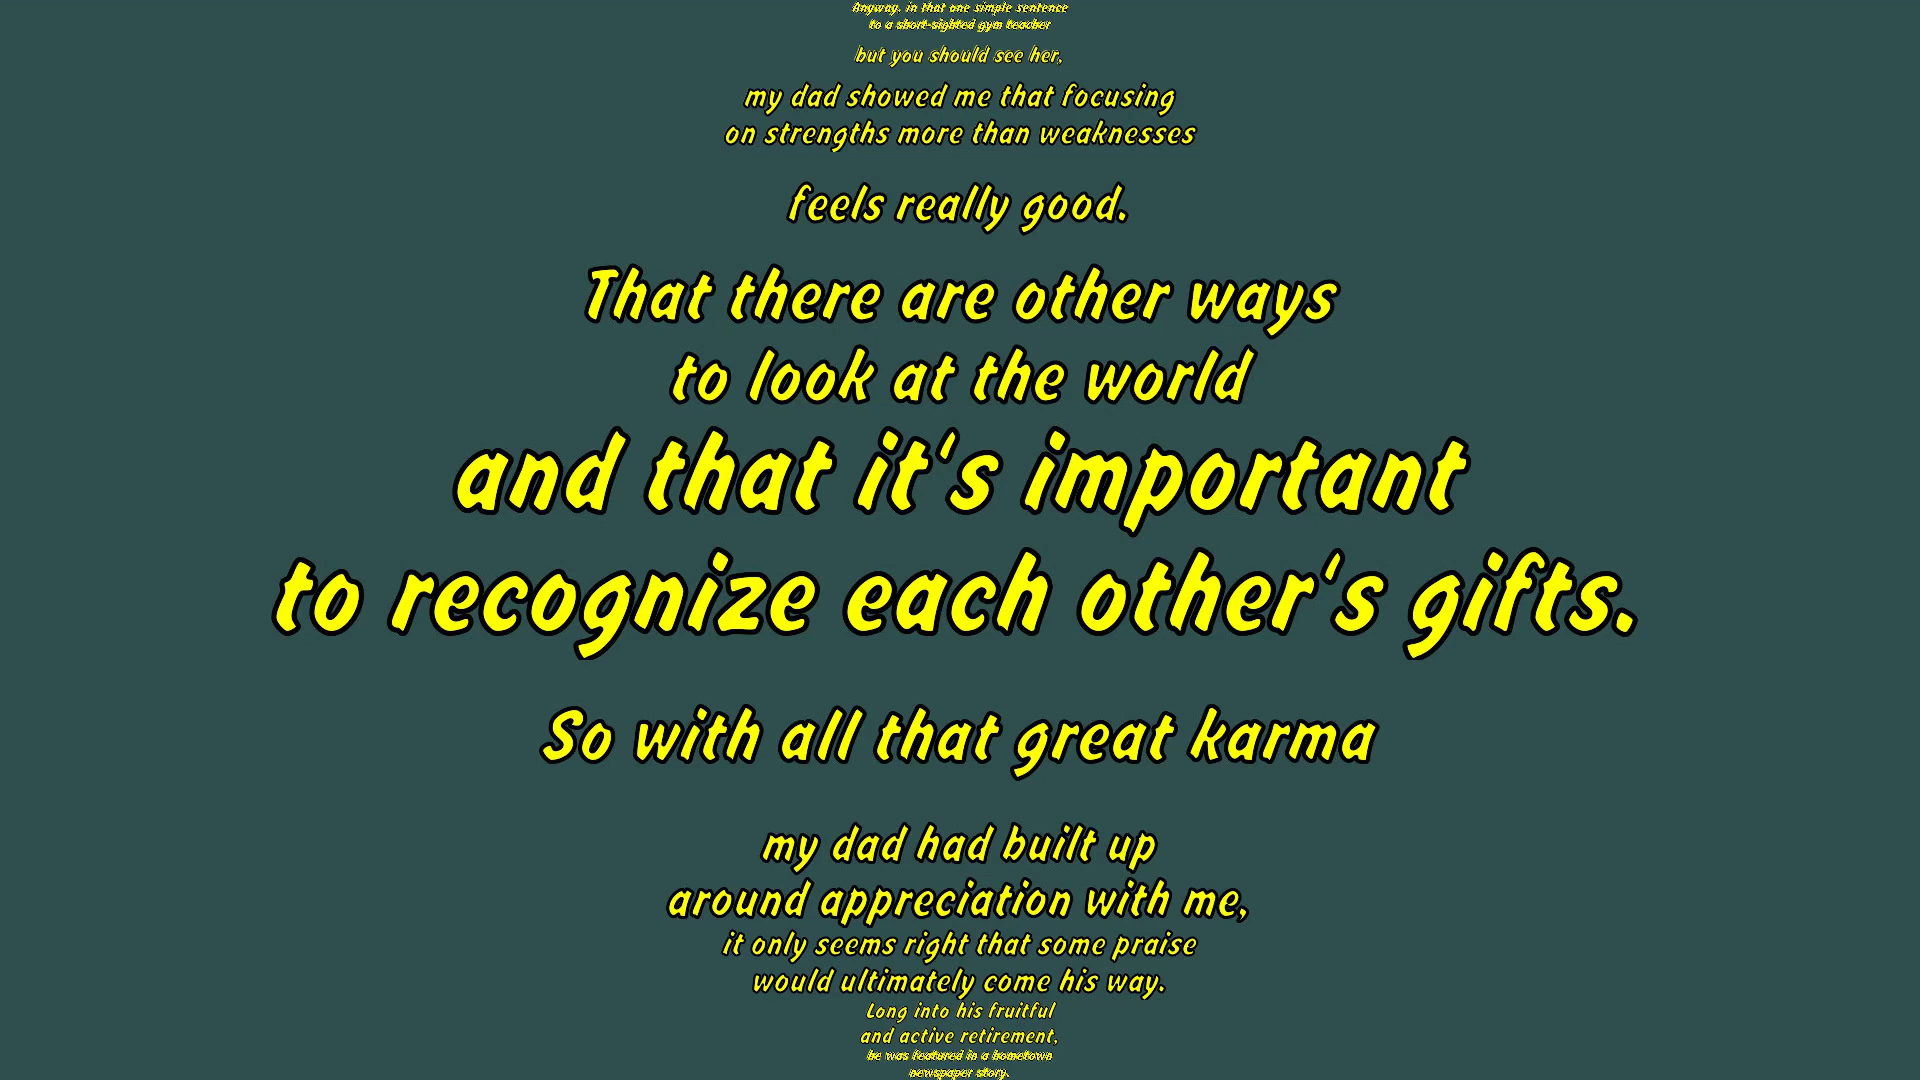 Anyway, in that one simple sentence
to a short-sighted gym teacher
but you should see her,
my dad showed me that focusing
on strengths more than weaknesses
feels really good.
That there are other ways
to look at the world
and that it's important
to recognize each other's gifts.
So with all that great karma
my dad had built up
around appreciation with me,
it only seems right that some praise
would ultimately come his way.
Long into his fruitful
and active retirement,
he was featured in a hometown
newspaper story.